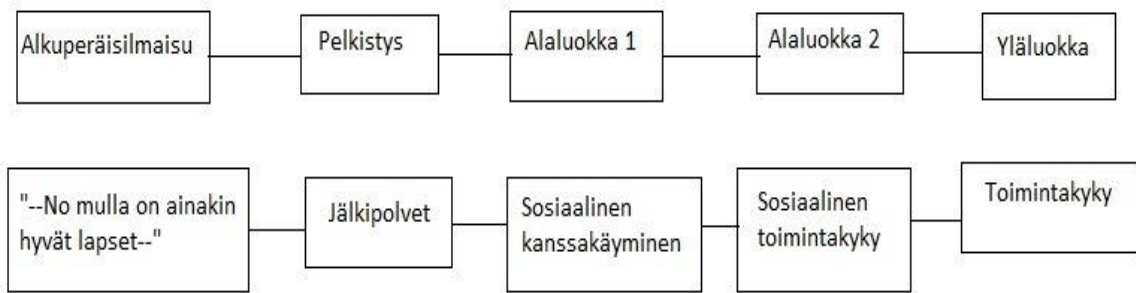 Alkuperäisilmaisu
Pelkistys
Alaluokka 1
Alaluokka 2
Yläluokka
"--No mulla on ainakin
hyvät lapset--"
Jälkipolvet
Sosiaalinen
kanssakäyminen
Sosiaalinen
toimintakyky
Toimintakyky